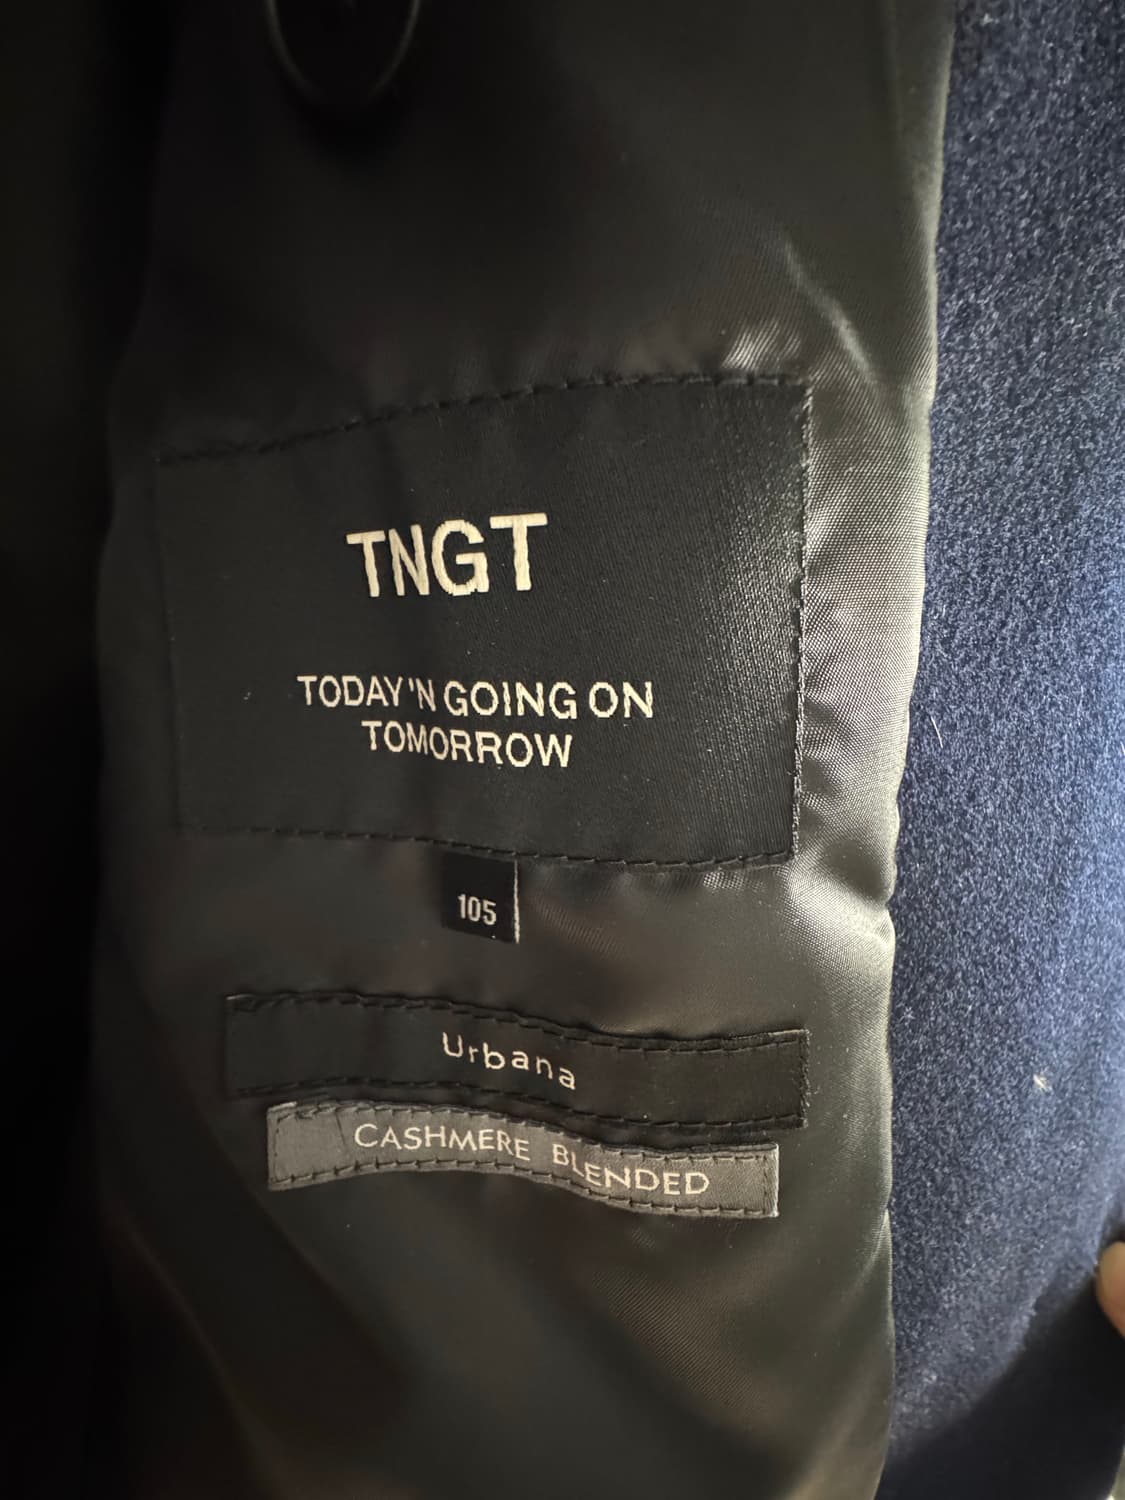 TNGT
TODAY'N GOING ON
TOMORROW
105
Urbana
CASHMERE BLENDED